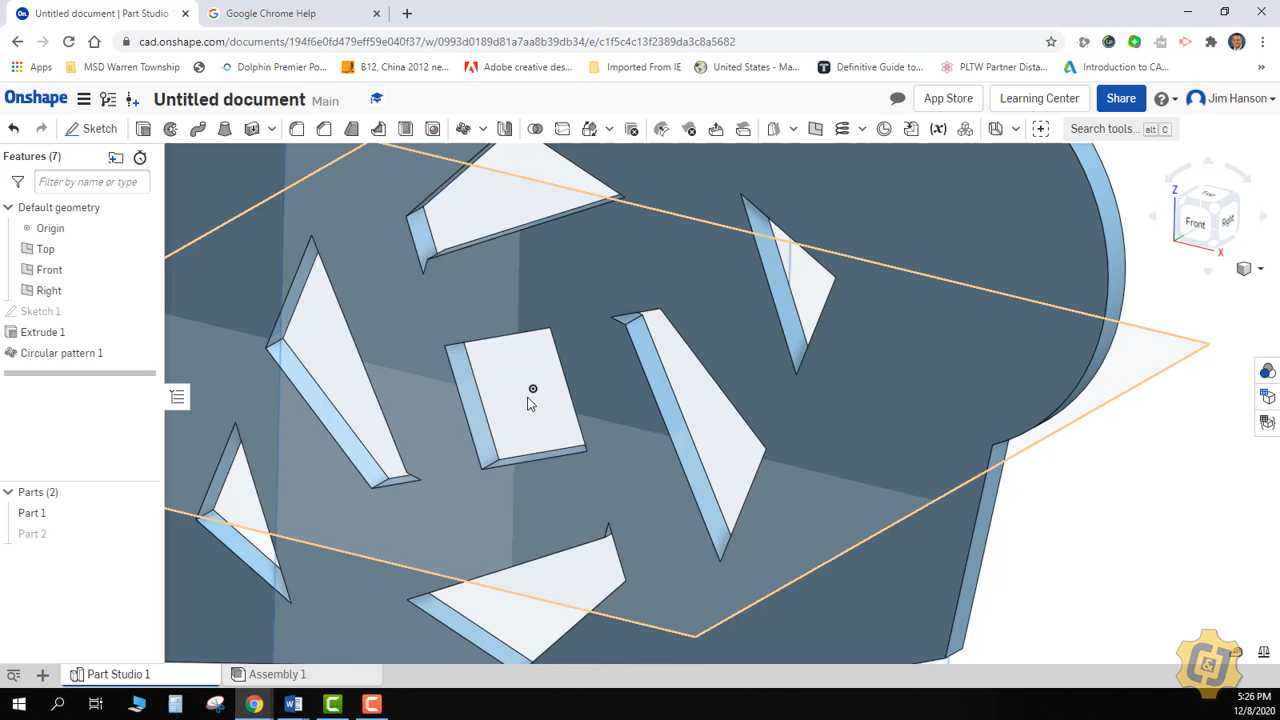 Untitled document | Part Studio
Google Chrome Help
cad.onshape.com/documents/194f6e0fd479eff59e040f37/w/0993d0189d81a7aa3b39db34/e/c1f5c4c13f2389da3c8a5682
Apps
MSD Warren Township
Dolphin Premier Po...
B12, China 2012 ne...
Adobe creative des...
Imported From IE
United States - Ma...
Definitive Guide to...
PLTW Partner Dista...
Introduction to CA...
»
Onshape
Untitled document Main
App Store
Learning Center
Share
Jim Hanson
Sketch
Search tools... alt C
Features (7)
Filter by name or type
Default geometry
Origin
Top
Front
Right
Sketch 1
Extrude 1
Circular pattern 1
Parts (2)
Part 1
Part 2
Z
Top
Front
Right
X
Part Studio 1
Assembly 1
5:26 PM
12/8/2020